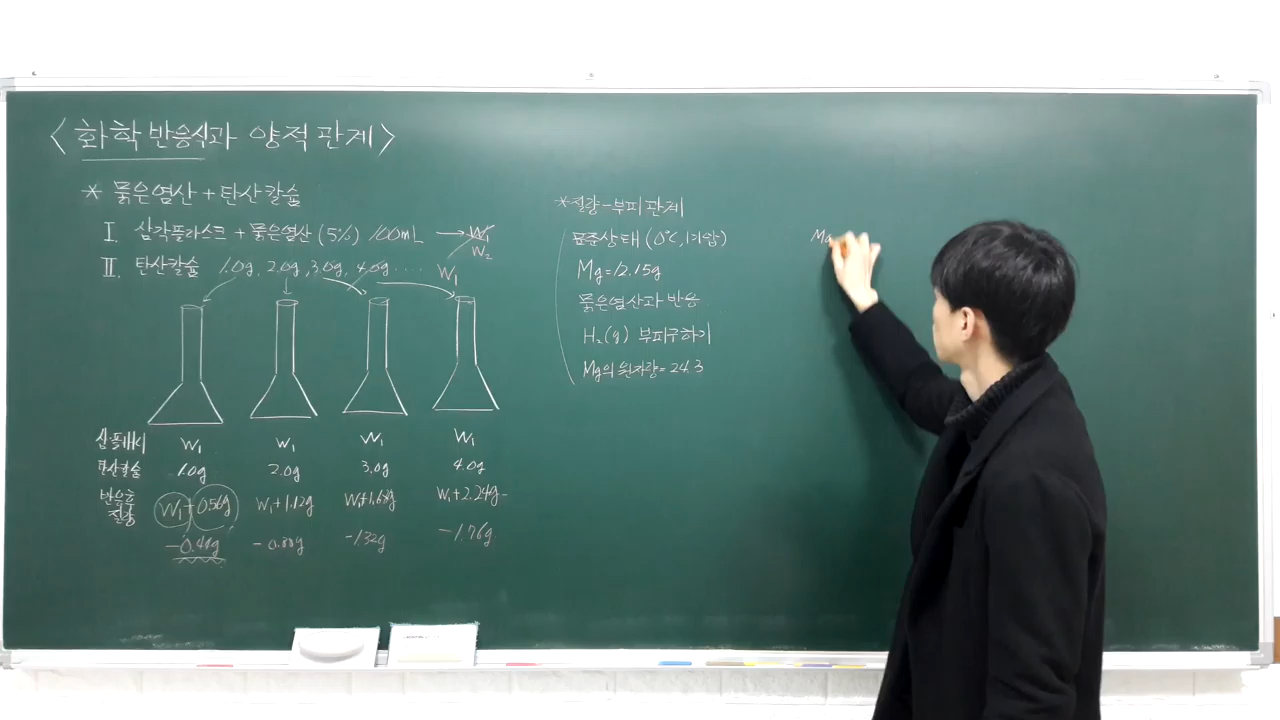 <화학 반응식과 양적 관계>
* 묽은염산 + 탄산칼슘
I. 삼각플라스크 + 묽은염산 (5%) 100mL → W₁
W₂
II. 탄산칼슘 1.0g, 2.0g, 3.0g, 4.0g ‥‥
W₁
W₁ W₁ W₁ W₁
탄산칼슘 1.0g 2.0g 3.0g 4.0g
반응후 질량 W₁+0.56g W₁+1.12g W₁+1.68g W₁+2.24g
-0.44g -0.88g -1.32g -1.76g
*질량-부피관계
표준상태 (0℃, 1기압)
Mg=12.15g
묽은염산과 반응
H₂(g) 부피구하기
Mg의 원자량=24.3
Mg